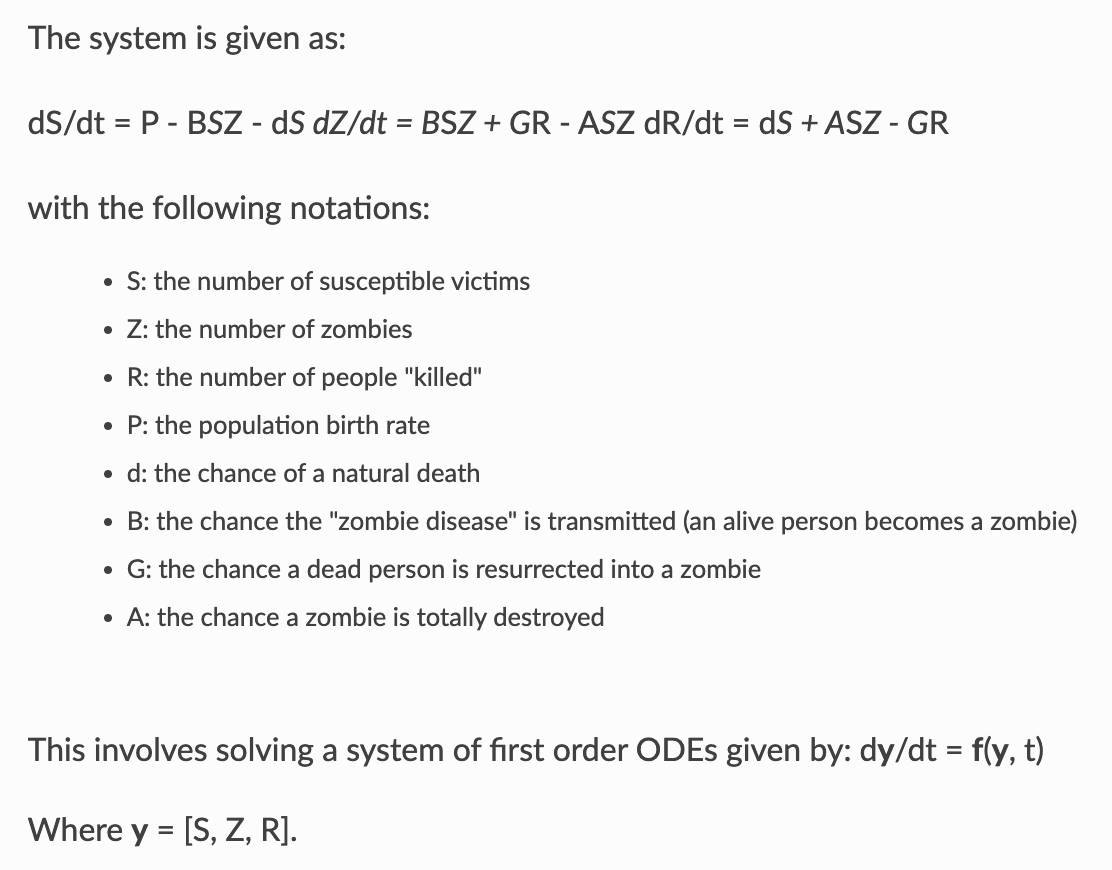 The system is given as:
dS/dt = P - BSZ - dS dZ/dt = BSZ + GR - ASZ dR/dt = dS + ASZ - GR
with the following notations:
• S: the number of susceptible victims
• Z: the number of zombies
• R: the number of people "killed"
• P: the population birth rate
• d: the chance of a natural death
• B: the chance the "zombie disease" is transmitted (an alive person becomes a zombie)
• G: the chance a dead person is resurrected into a zombie
• A: the chance a zombie is totally destroyed
This involves solving a system of first order ODEs given by: dy/dt = f(y, t)
Where y = [S, Z, R].